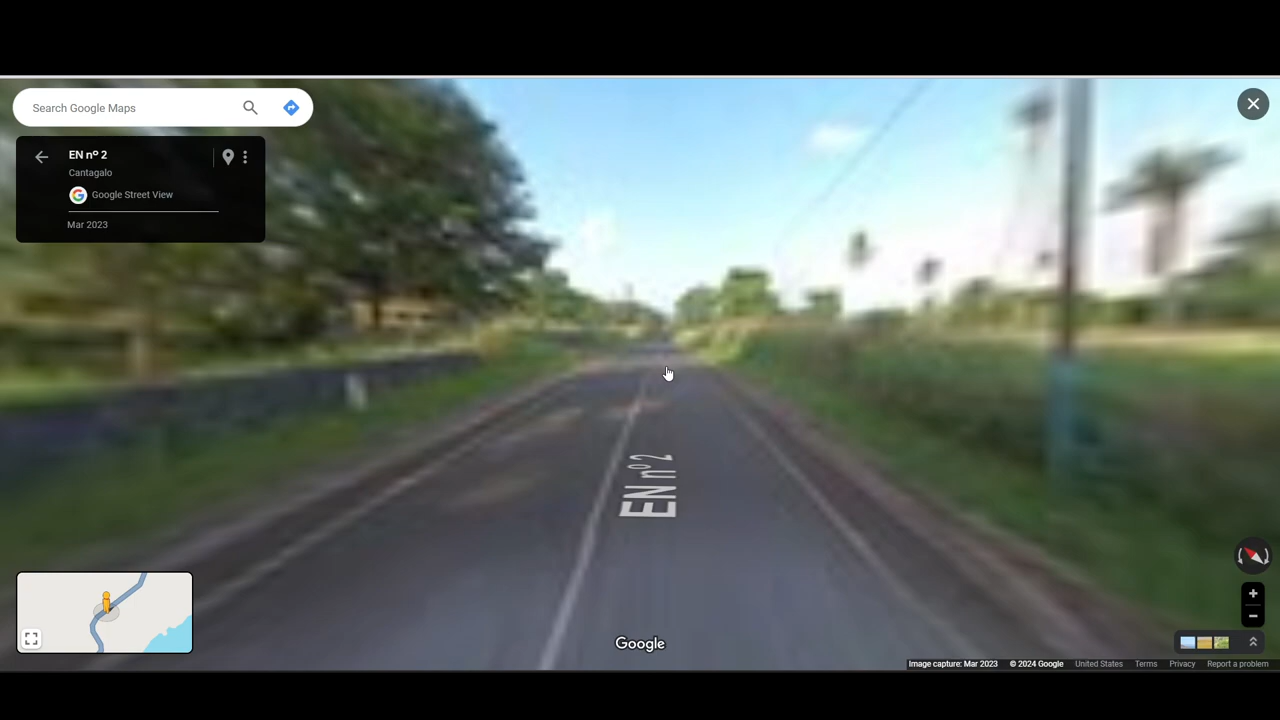 Search Google Maps
EN nº 2
Cantagalo
Google Street View
Mar 2023
EN nº 2
Google
Image capture: Mar 2023 © 2024 Google United States Terms Privacy Report a problem